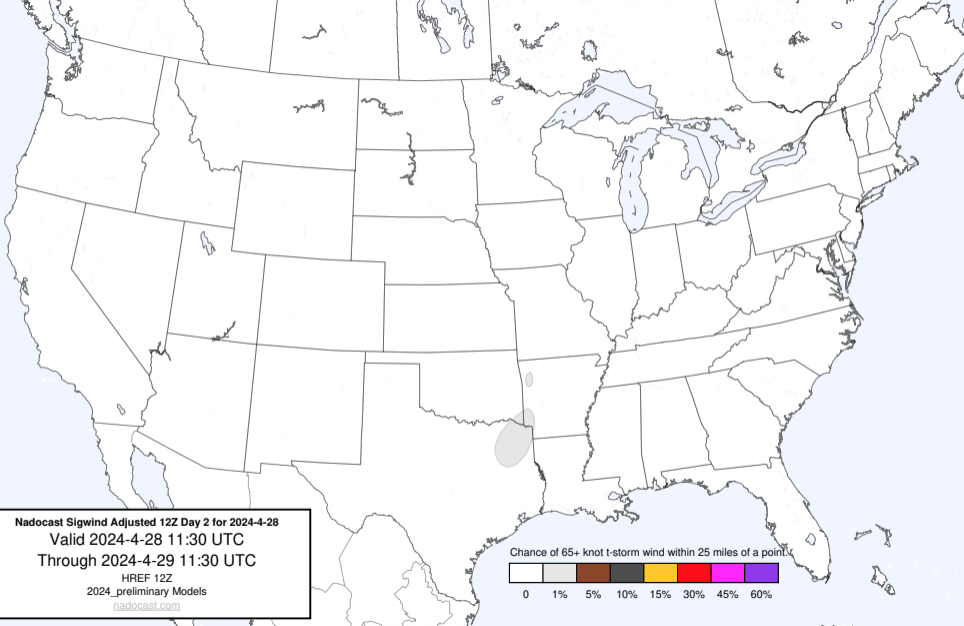 Nadocast Sigwind Adjusted 12Z Day 2 for 2024-4-28
Valid 2024-4-28 11:30 UTC
Through 2024-4-29 11:30 UTC
HREF 12Z
2024_preliminary Models
nadocast.com
Chance of 65+ knot t-storm wind within 25 miles of a point.
0 1% 5% 10% 15% 30% 45% 60%